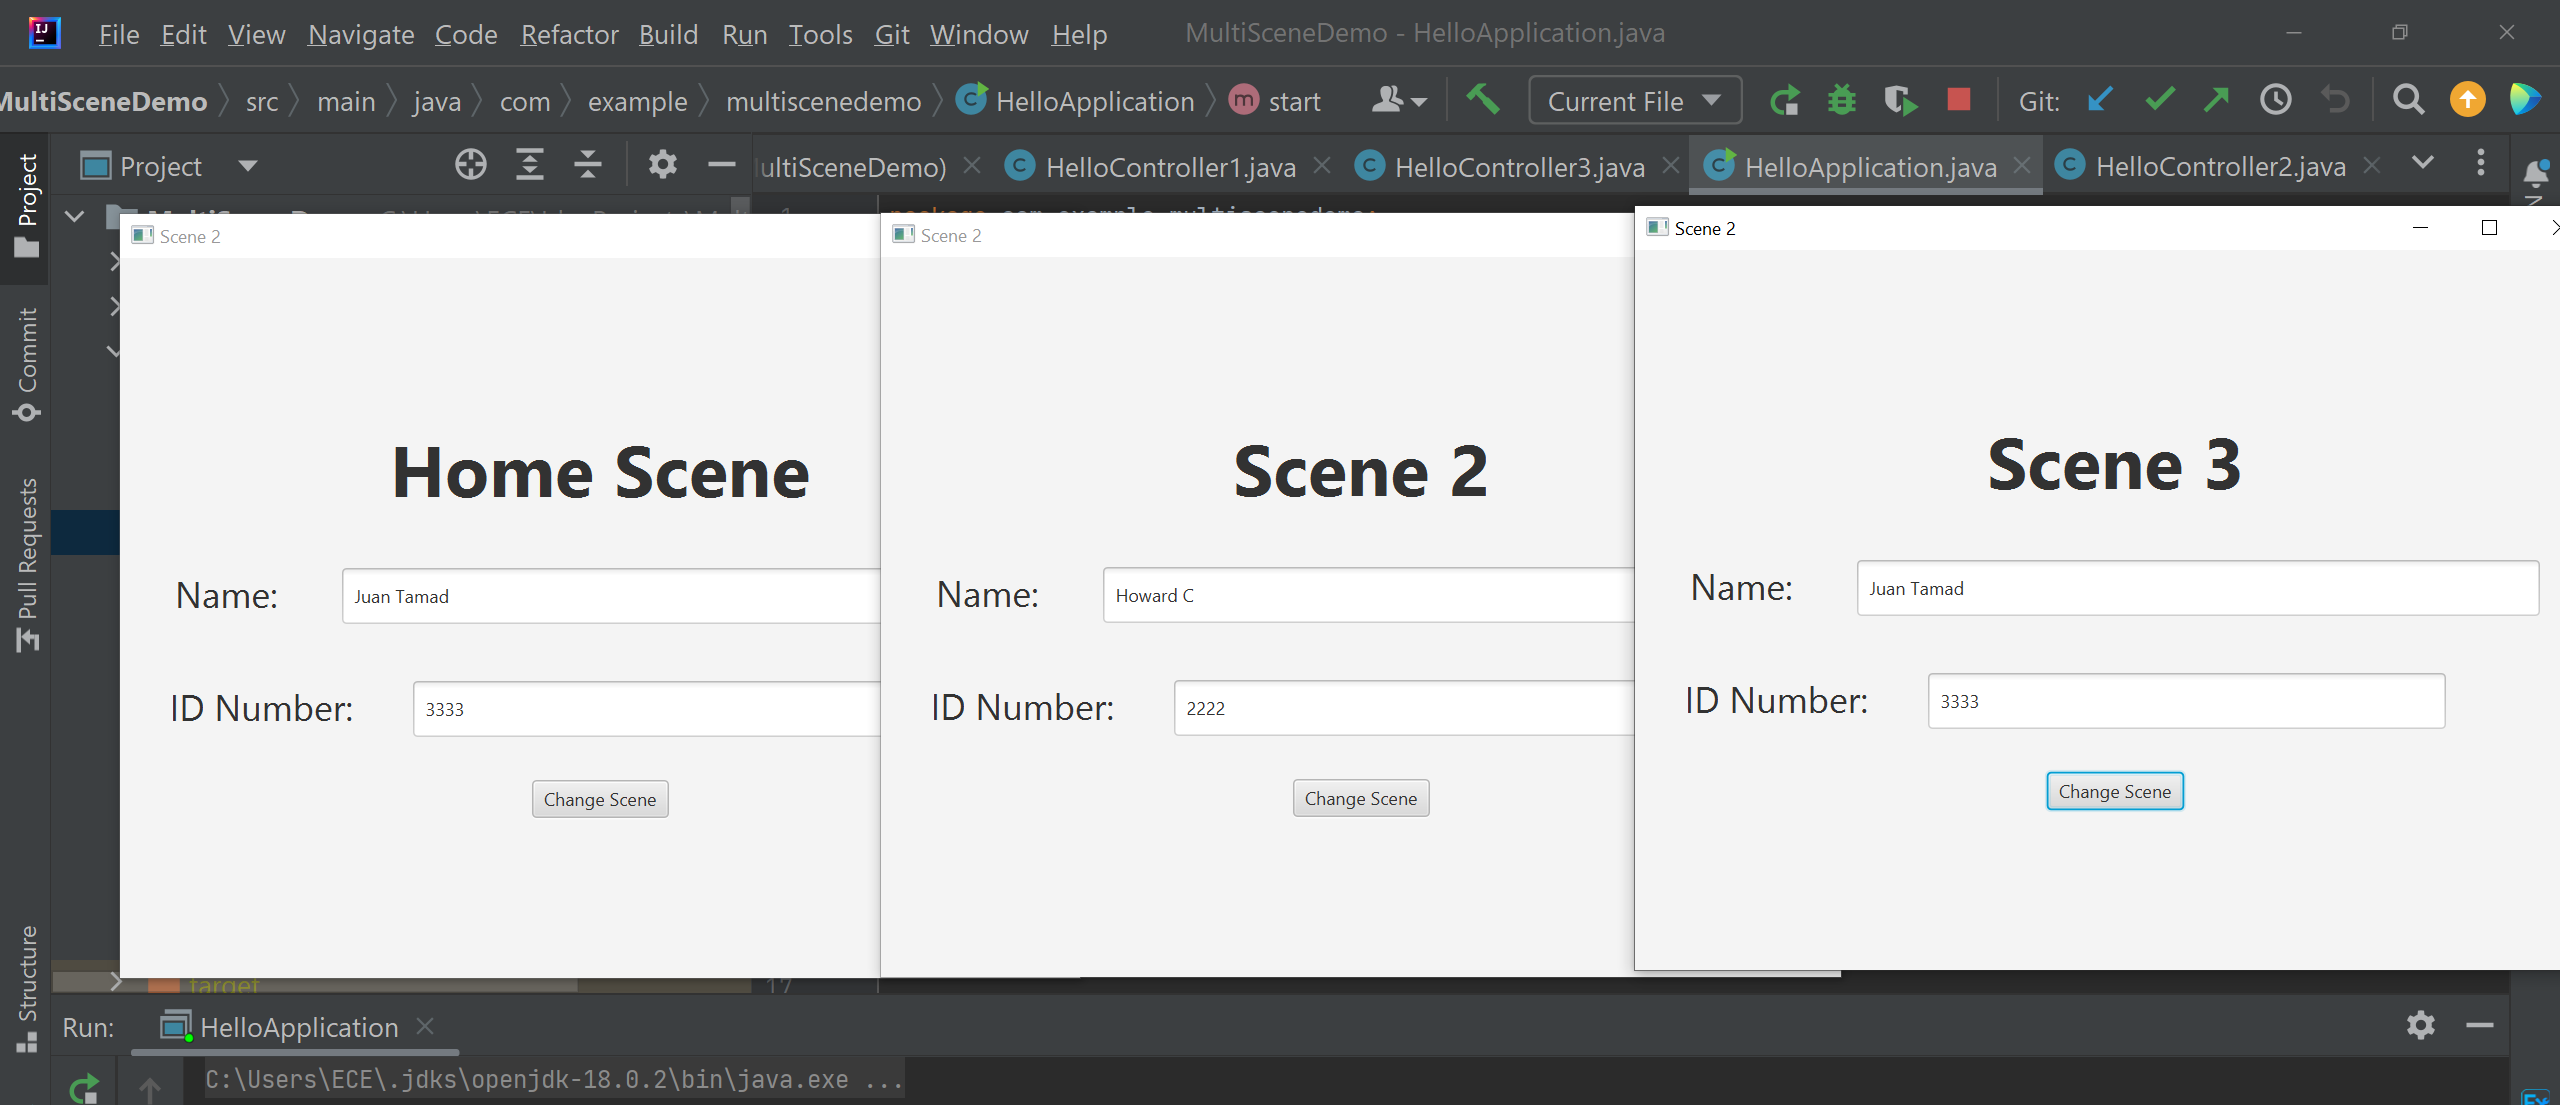 File Edit View Navigate Code Refactor Build Run Tools Git Window Help MultiSceneDemo - HelloApplication.java
MultiSceneDemo src main java com example multiscenedemo HelloApplication start Current File Git:
Project ultiSceneDemo) HelloController1.java HelloController3.java HelloApplication.java HelloController2.java
Project
Commit
Pull Requests
Structure
Scene 2
Home Scene
Name: Juan Tamad
ID Number: 3333
Change Scene
Scene 2
Scene 2
Name: Howard C
ID Number: 2222
Change Scene
Scene 2
Scene 3
Name: Juan Tamad
ID Number: 3333
Change Scene
target 17
Run: HelloApplication
C:\Users\ECE\.jdks\openjdk-18.0.2\bin\java.exe ...